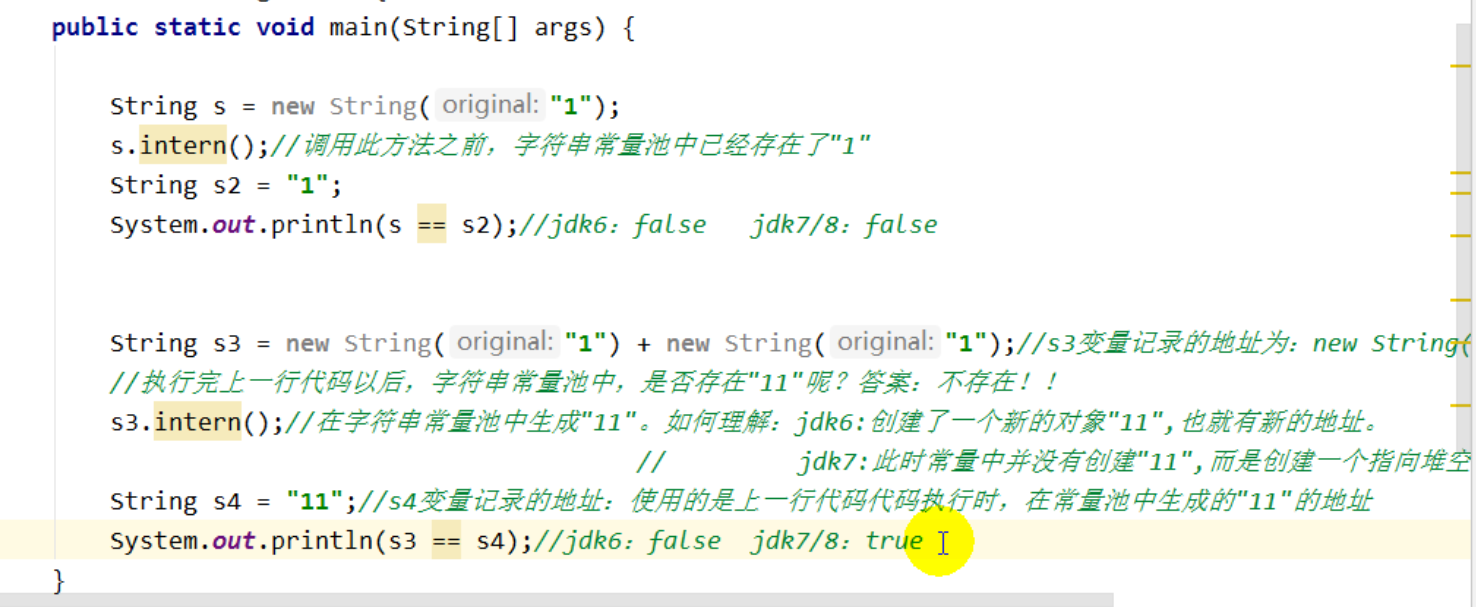 public static void main(String[] args) {
String s = new String( original: "1");
s.intern();//调用此方法之前，字符串常量池中已经存在了"1"
String s2 = "1";
System.out.println(s == s2);//jdk6：false   jdk7/8：false
String s3 = new String( original: "1") + new String( original: "1");//s3变量记录的地址为：new String(
//执行完上一行代码以后，字符串常量池中，是否存在"11"呢？答案：不存在！！
s3.intern();//在字符串常量池中生成"11"。如何理解：jdk6:创建了一个新的对象"11",也就有新的地址。
//         jdk7:此时常量中并没有创建"11",而是创建一个指向堆空
String s4 = "11";//s4变量记录的地址：使用的是上一行代码代码执行时，在常量池中生成的"11"的地址
System.out.println(s3 == s4);//jdk6：false  jdk7/8：true
}